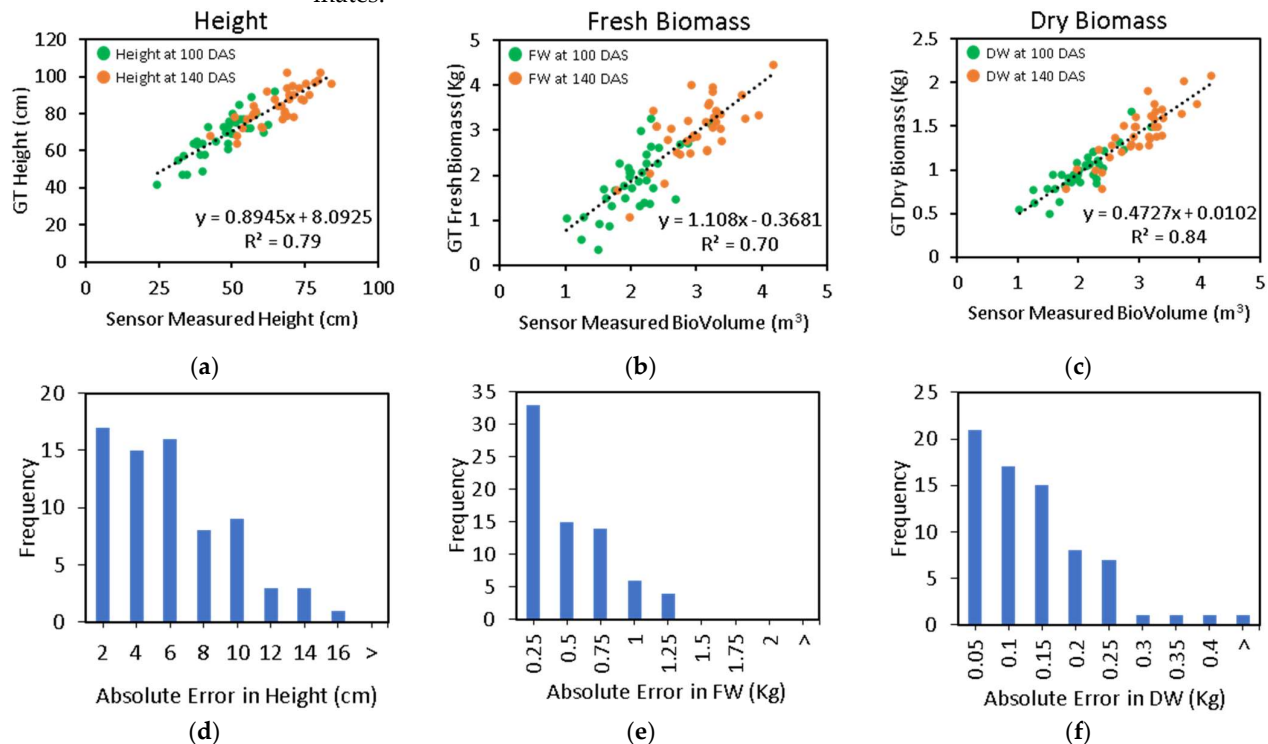 mates.
Height
Fresh Biomass
Dry Biomass
120
100
80
60
40
20
0
GT Height (cm)
Height at 100 DAS
Height at 140 DAS
y = 0.8945x + 8.0925
R² = 0.79
0 25 50 75 100
Sensor Measured Height (cm)
(a)
5
4
3
2
1
0
GT Fresh Biomass (Kg)
FW at 100 DAS
FW at 140 DAS
y = 1.108x - 0.3681
R² = 0.70
0 1 2 3 4 5
Sensor Measured BioVolume (m³)
(b)
2.5
2
1.5
1
0.5
0
GT Dry Biomass (Kg)
DW at 100 DAS
DW at 140 DAS
y = 0.4727x + 0.0102
R² = 0.84
0 1 2 3 4 5
Sensor Measured BioVolume (m³)
(c)
20
15
10
5
0
Frequency
2 4 6 8 10 12 14 16 >
Absolute Error in Height (cm)
(d)
35
30
25
20
15
10
5
0
Frequency
0.25 0.5 0.75 1 1.25 1.5 1.75 2 >
Absolute Error in FW (Kg)
(e)
25
20
15
10
5
0
Frequency
0.05 0.1 0.15 0.2 0.25 0.3 0.35 0.4 >
Absolute Error in DW (Kg)
(f)